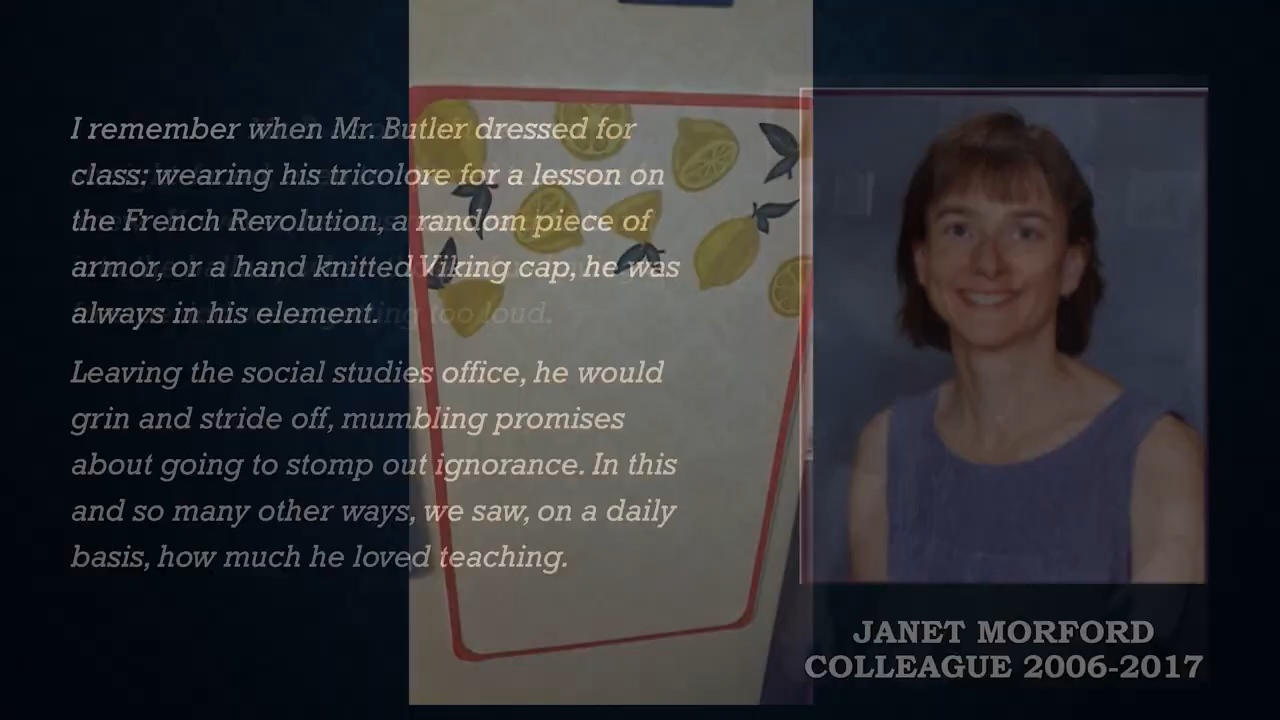 I remember when Mr. Butler dressed for
class; wearing his tricolore for a lesson on
the French Revolution, a random piece of
armor, or a hand knitted Viking cap, he was
always in his element.
too loud.
Leaving the social studies office, he would
grin and stride off, mumbling promises
about going to stomp out ignorance. In this
and so many other ways, we saw, on a daily
basis, how much he loved teaching.
JANET MORFORD
COLLEAGUE 2006-2017